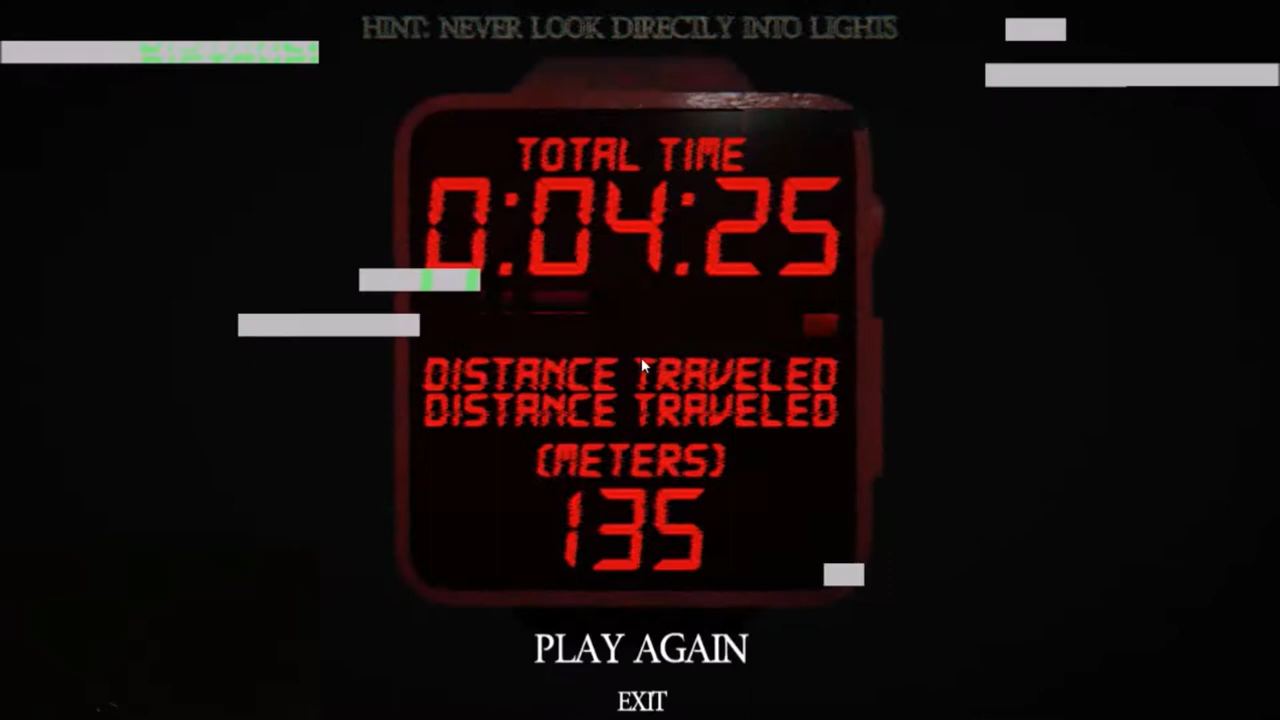 HINT: NEVER LOOK DIRECTLY INTO LIGHTS
TOTAL TIME
0:04:25
DISTANCE TRAVELED
DISTANCE TRAVELED
(METERS)
135
PLAY AGAIN
EXIT